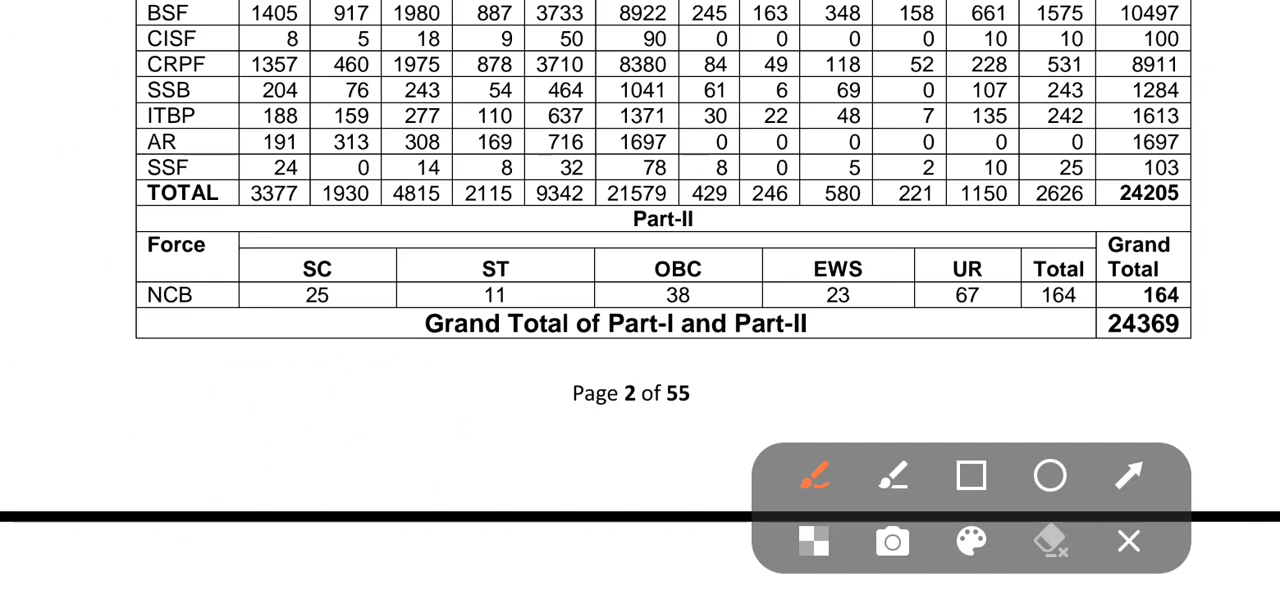 BSF 1405 917 1980 887 3733 8922 245 163 348 158 661 1575 10497
CISF 8 5 18 9 50 90 0 0 0 0 10 10 100
CRPF 1357 460 1975 878 3710 8380 84 49 118 52 228 531 8911
SSB 204 76 243 54 464 1041 61 6 69 0 107 243 1284
ITBP 188 159 277 110 637 1371 30 22 48 7 135 242 1613
AR 191 313 308 169 716 1697 0 0 0 0 0 0 1697
SSF 24 0 14 8 32 78 8 0 5 2 10 25 103
TOTAL 3377 1930 4815 2115 9342 21579 429 246 580 221 1150 2626 24205
Part-II
Force Grand
SC ST OBC EWS UR Total Total
NCB 25 11 38 23 67 164 164
Grand Total of Part-I and Part-II 24369
Page 2 of 55